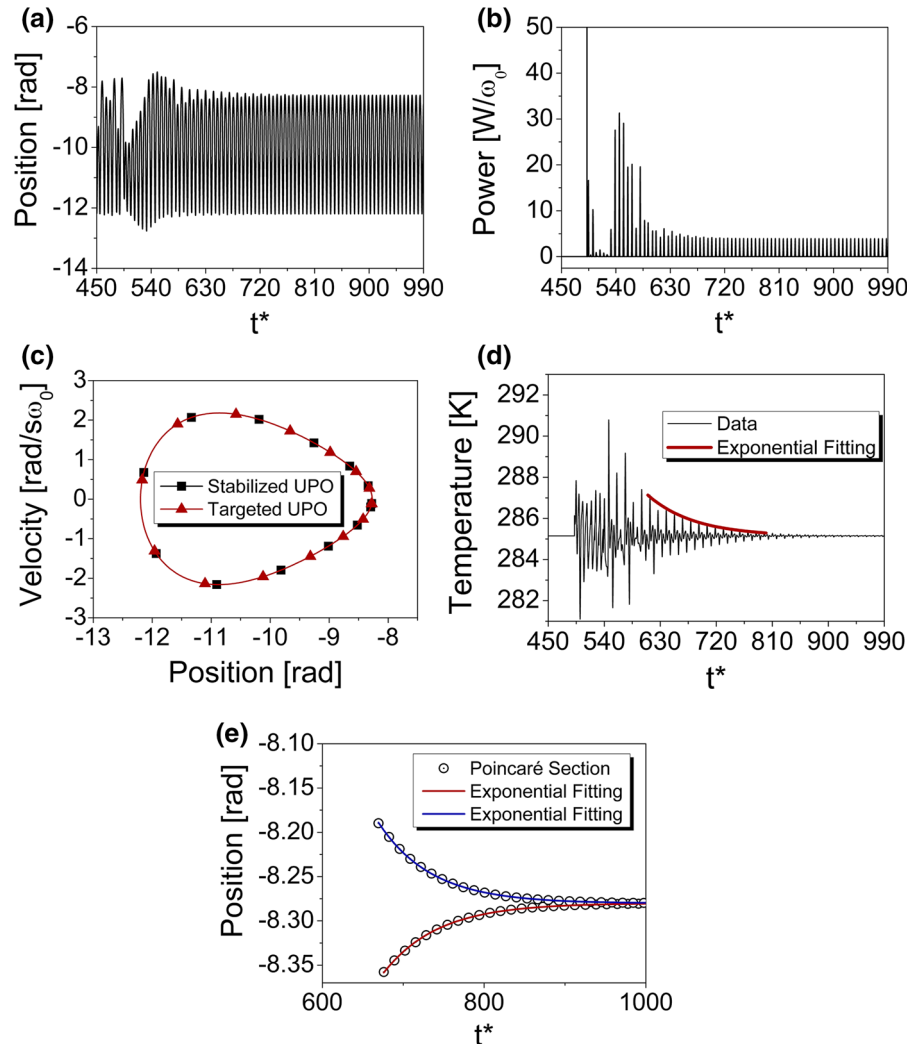 (a)
Position [rad]
-6
-8
-10
-12
-14
450 540 630 720 810 900 990
t*
(b)
Power [W/ω₀]
50
40
30
20
10
0
450 540 630 720 810 900 990
t*
(c)
Velocity [rad/sω₀]
3
2
1
0
-1
-2
-3
Stabilized UPO
Targeted UPO
-13 -12 -11 -10 -9 -8
Position [rad]
(d)
Temperature [K]
293
292
290
288
286
284
282
Data
Exponential Fitting
450 540 630 720 810 900 990
t*
(e)
Position [rad]
-8.10
-8.15
-8.20
-8.25
-8.30
-8.35
Poincaré Section
Exponential Fitting
Exponential Fitting
600 800 1000
t*